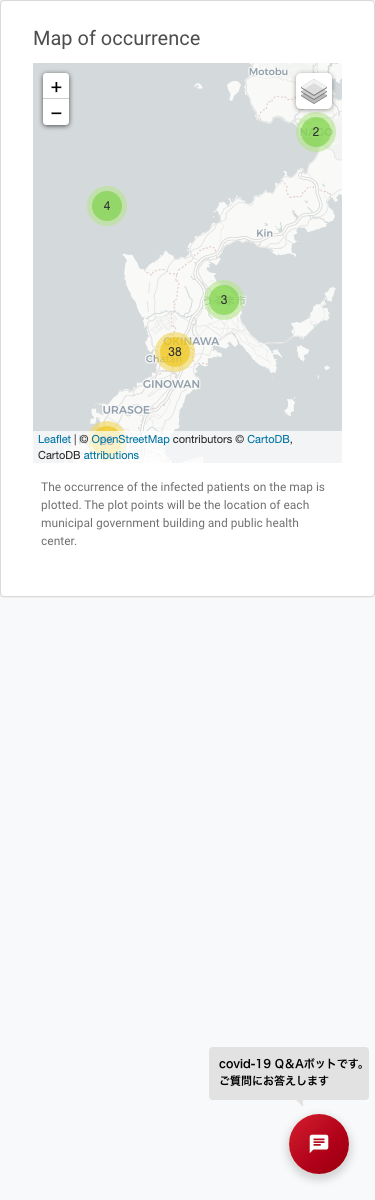 Map of occurrence
Motobu
+
−
2
4
Kin
3
OKINAWA
38
GINOWAN
URASOE
Leaflet | © OpenStreetMap contributors © CartoDB,
CartoDB attributions
The occurrence of the infected patients on the map is
plotted. The plot points will be the location of each
municipal government building and public health
center.
covid-19 Q&Aボットです。
ご質問にお答えします